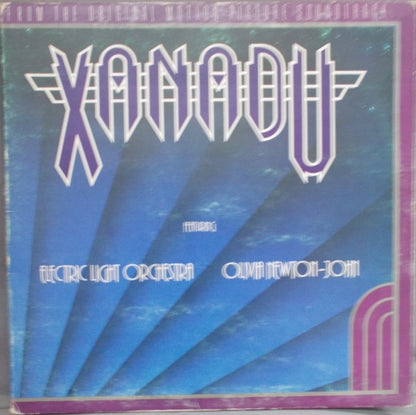 FROM THE ORIGINAL MOTION PICTURE SOUNDTRACK
XANADU
FEATURING
ELECTRIC LIGHT ORCHESTRA OLIVIA NEWTON-JOHN